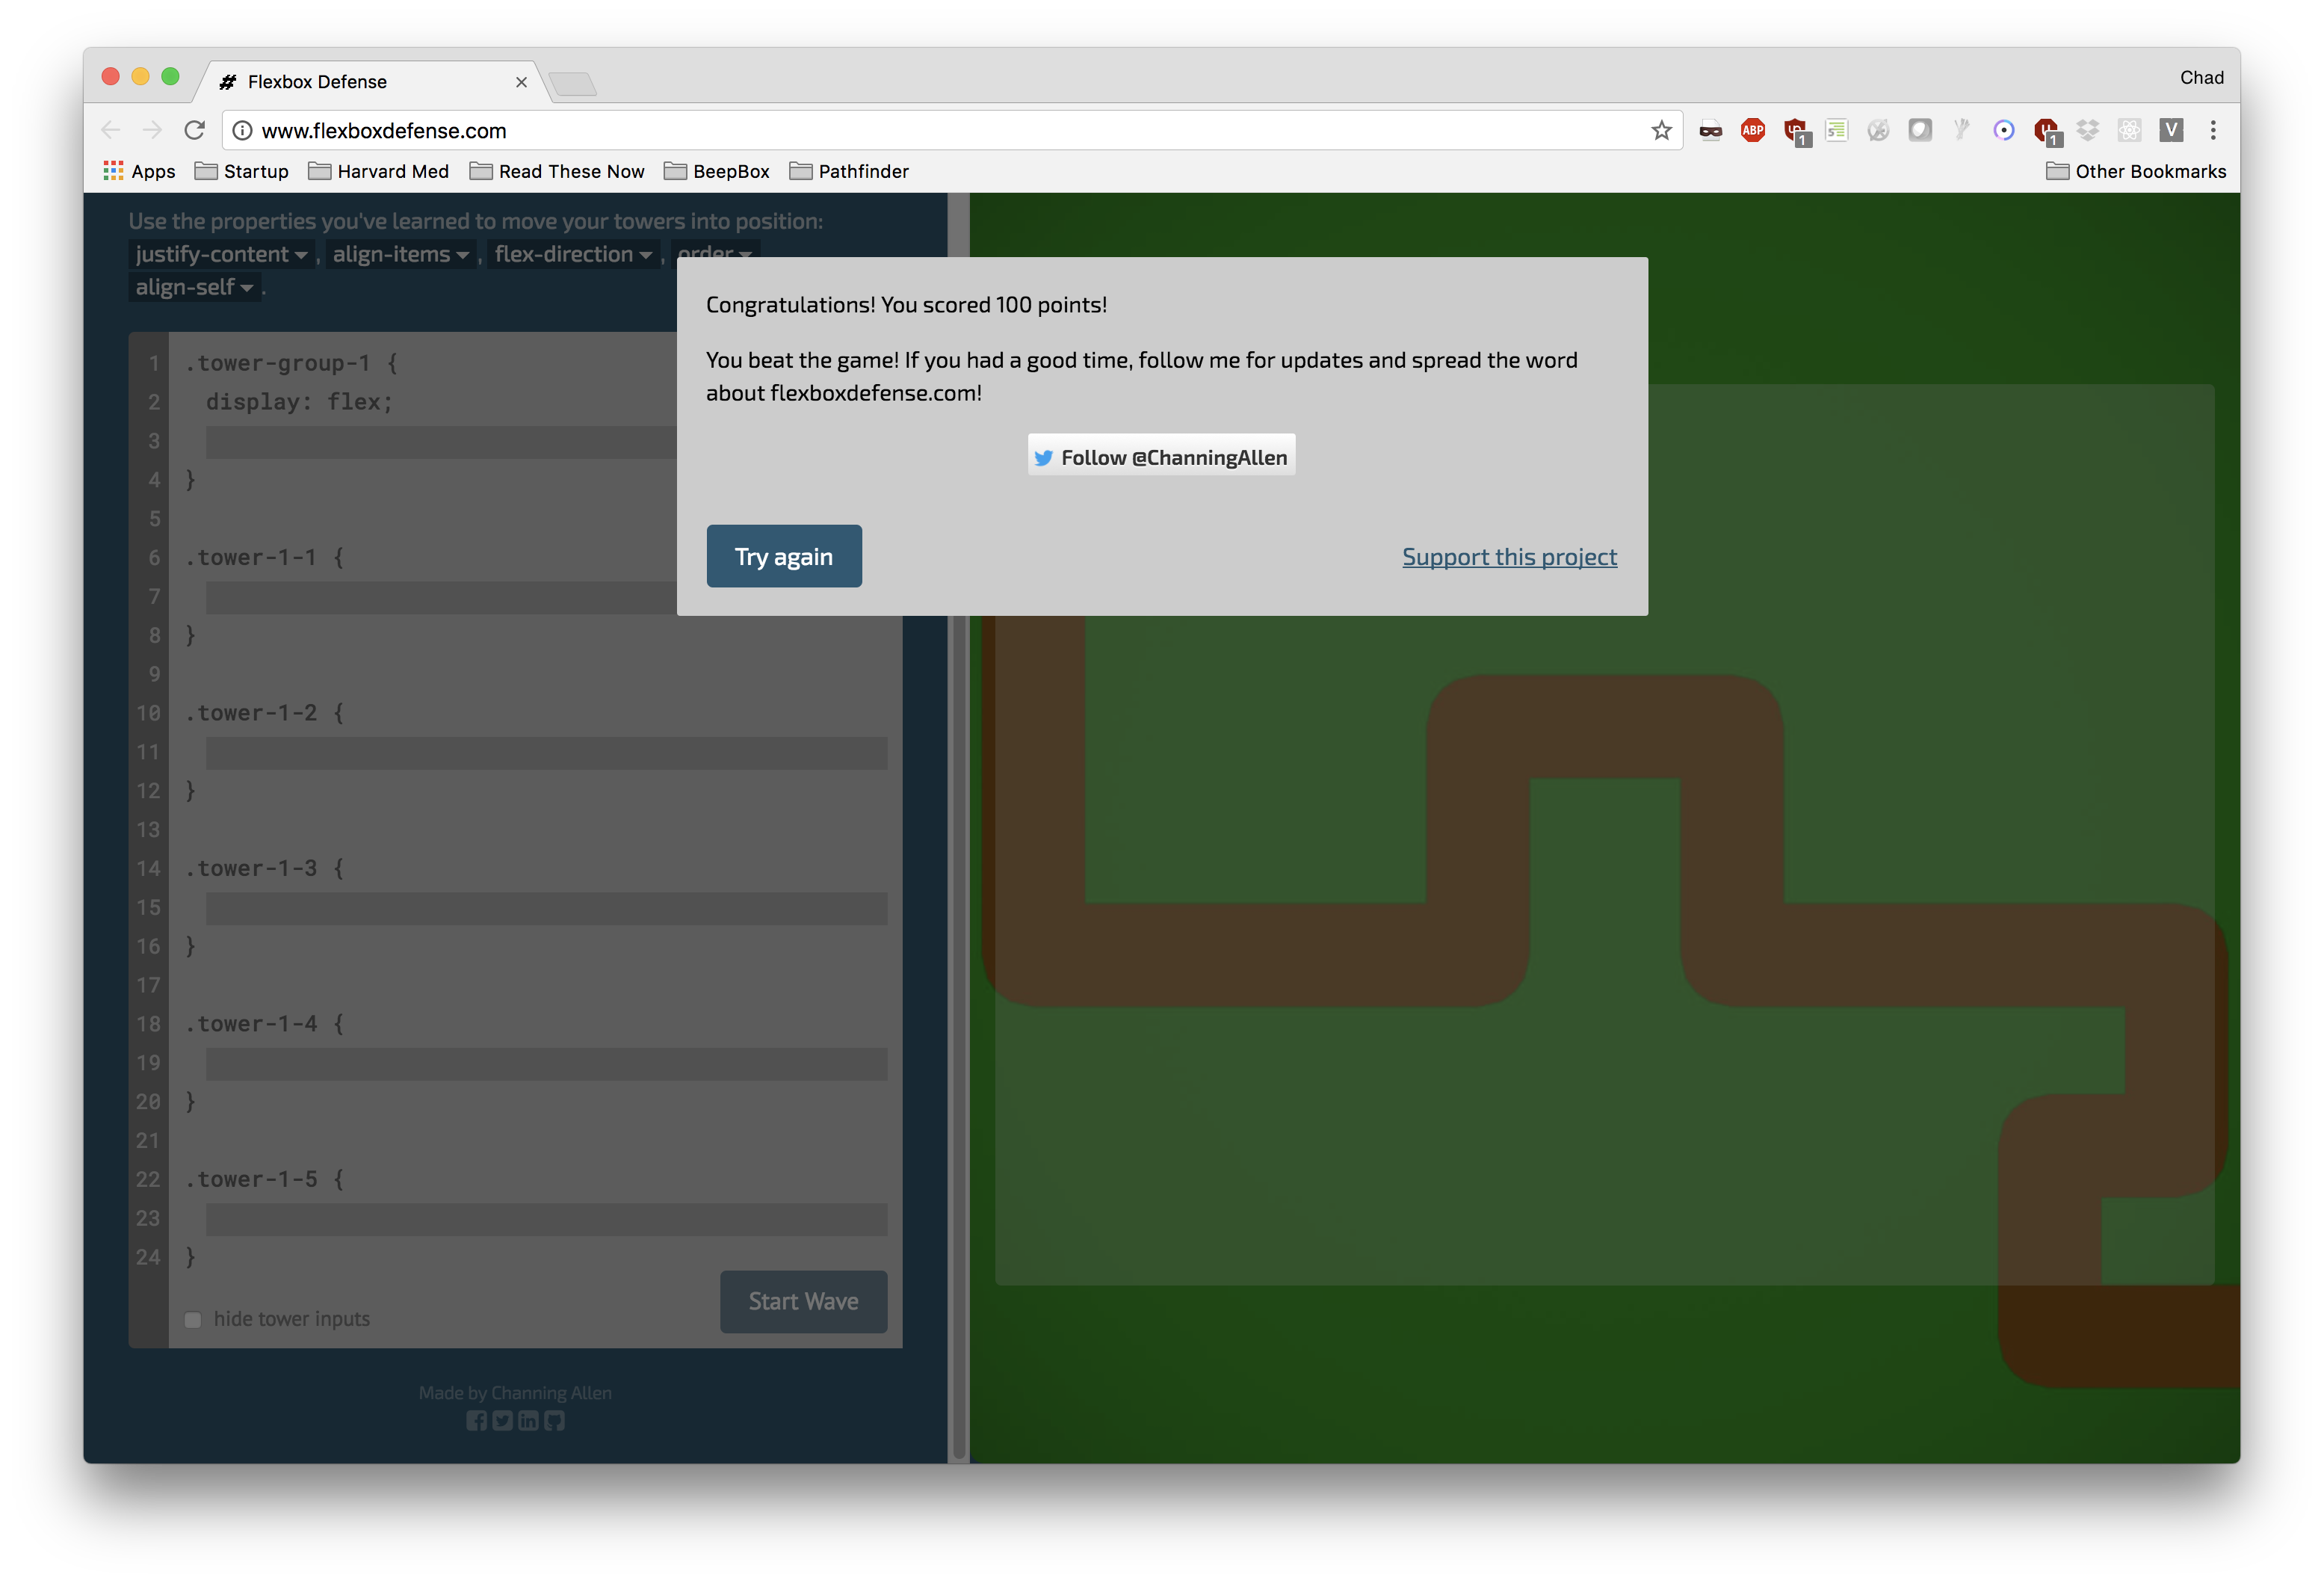 Flexbox Defense
Chad
www.flexboxdefense.com
ABP
1
1
V
Apps Startup Harvard Med Read These Now BeepBox Pathfinder Other Bookmarks
Use the properties you've learned to move your towers into position:
justify-content , align-items , flex-direction , order
align-self .
Congratulations! You scored 100 points!
You beat the game! If you had a good time, follow me for updates and spread the word
about flexboxdefense.com!
Follow @ChanningAllen
Try again
Support this project
1 .tower-group-1 {
2 display: flex;
3
4 }
5
6 .tower-1-1 {
7
8 }
9
10 .tower-1-2 {
11
12 }
13
14 .tower-1-3 {
15
16 }
17
18 .tower-1-4 {
19
20 }
21
22 .tower-1-5 {
23
24 }
hide tower inputs
Start Wave
Made by Channing Allen